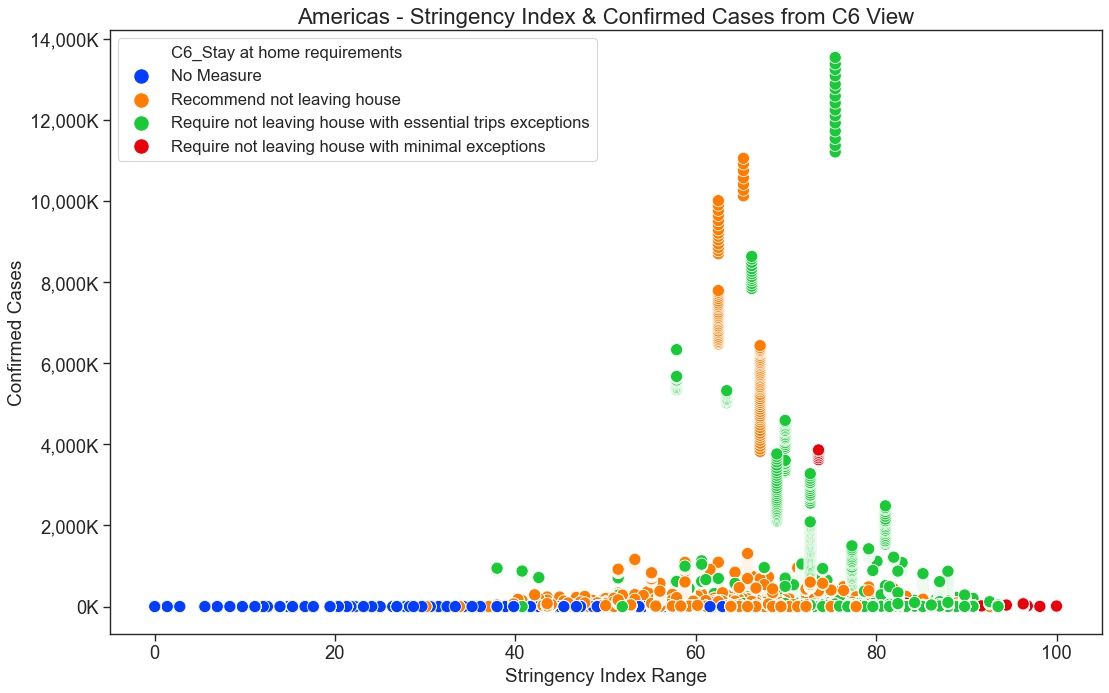 Americas - Stringency Index & Confirmed Cases from C6 View
C6_Stay at home requirements
No Measure
Recommend not leaving house
Require not leaving house with essential trips exceptions
Require not leaving house with minimal exceptions
Confirmed Cases
14,000K
12,000K
10,000K
8,000K
6,000K
4,000K
2,000K
0K
0 20 40 60 80 100
Stringency Index Range